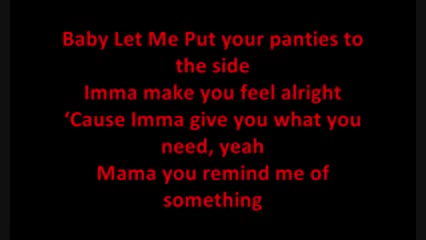 Baby Let Me Put your panties to
the side
Imma make you feel alright
‘Cause Imma give you what you
need, yeah
Mama you remind me of
something